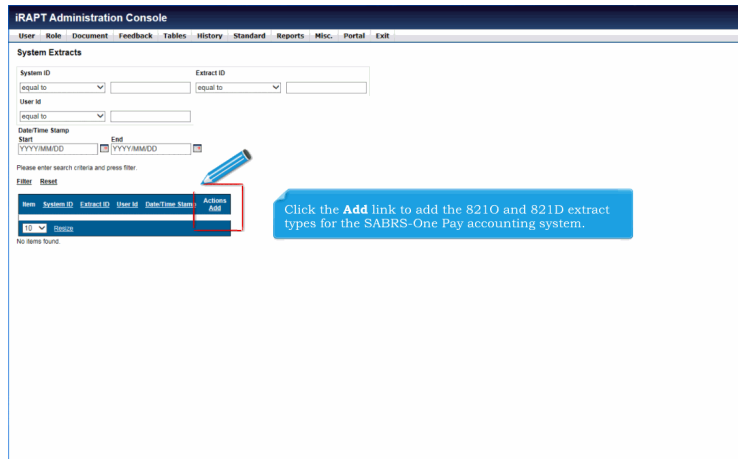 iRAPT Administration Console
User Role Document Feedback Tables History Standard Reports Misc. Portal Exit
System Extracts
System ID Extract ID
equal to equal to
User Id
equal to
Date/Time Stamp
Start End
YYYY/MM/DD YYYY/MM/DD
Please enter search criteria and press filter.
Filter Reset
Item System ID Extract ID User Id Date/Time Stamp Actions
Add
10 Resize
No items found.
Click the Add link to add the 821O and 821D extract
types for the SABRS-One Pay accounting system.